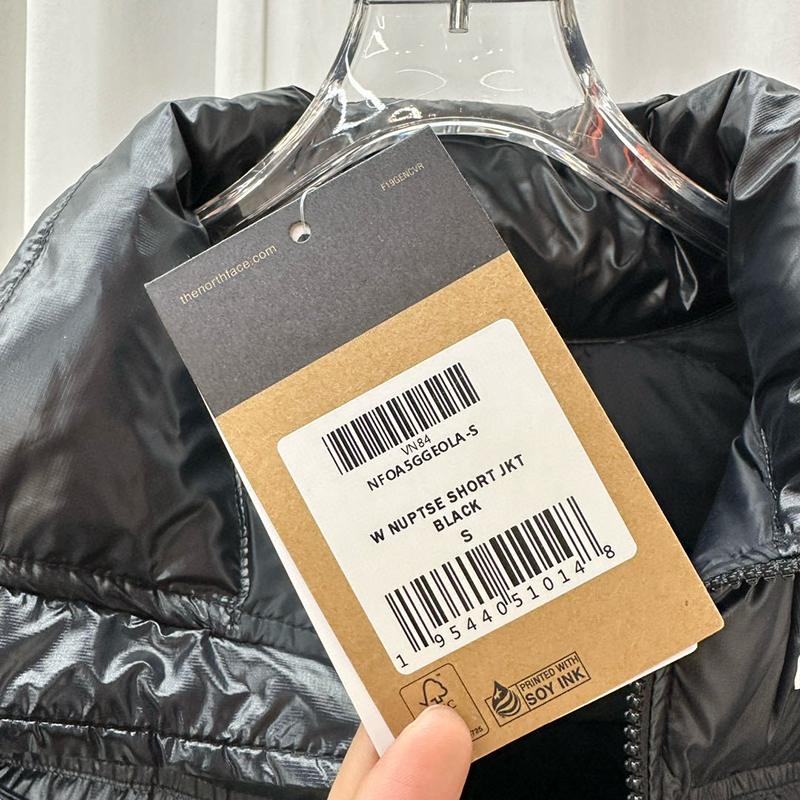 F19GENCVR
thenorthface.com
VN84
NF0A5GGE0LA-S
W NUPTSE SHORT JKT
BLACK
S
1 95440 51014 8
PRINTED WITH
SOY INK